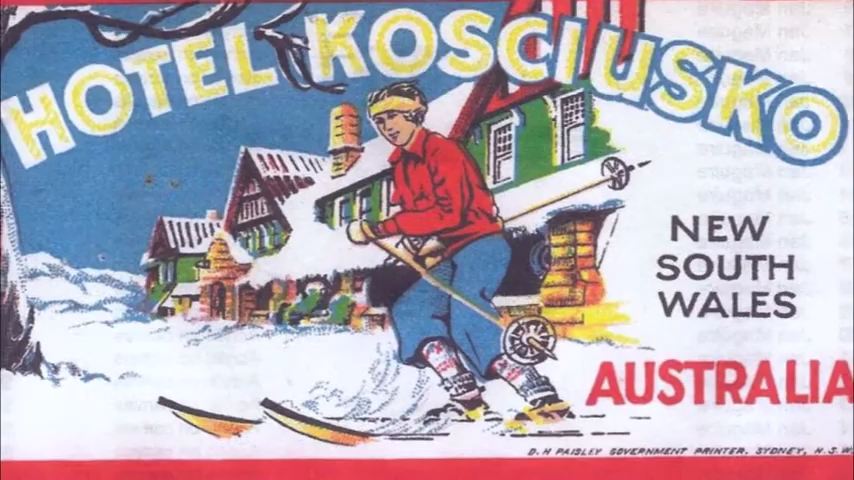 HOTEL KOSCIUSKO
NEW
SOUTH
WALES
AUSTRALIA
D. H PAISLEY GOVERNMENT PRINTER, SYDNEY, N.S.W.